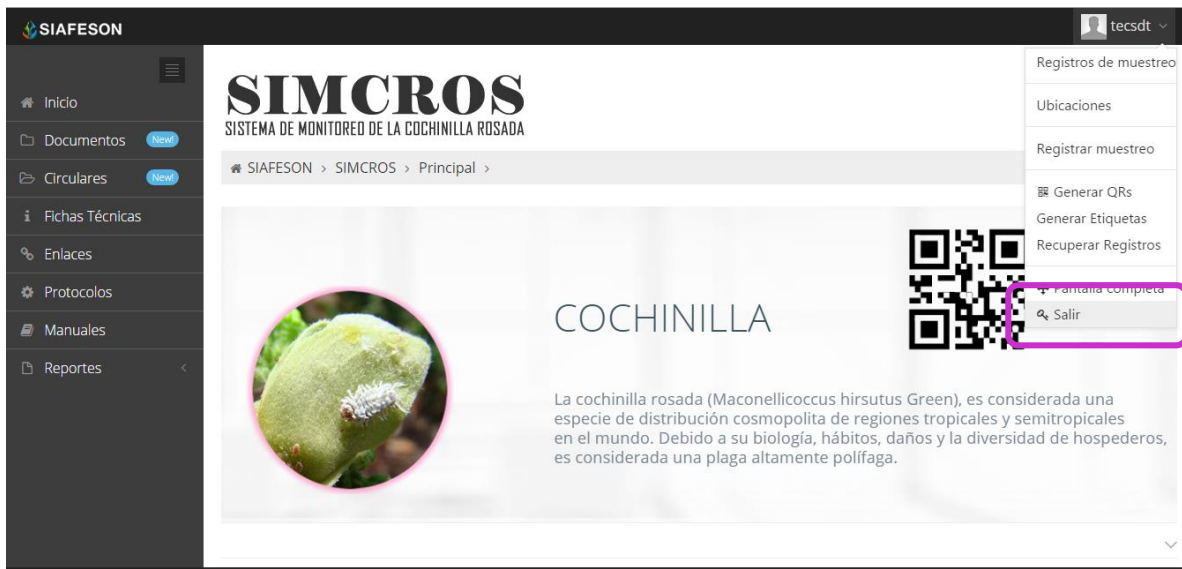 SIAFESON
tecsdt
Inicio
Documentos New!
Circulares New!
Fichas Técnicas
Enlaces
Protocolos
Manuales
Reportes
SIMCROS
SISTEMA DE MONITOREO DE LA COCHINILLA ROSADA
SIAFESON > SIMCROS > Principal >
Registros de muestreo
Ubicaciones
Registrar muestreo
Generar QRs
Generar Etiquetas
Recuperar Registros
Pantalla completa
Salir
COCHINILLA
La cochinilla rosada (Maconellicoccus hirsutus Green), es considerada una
especie de distribución cosmopolita de regiones tropicales y semitropicales
en el mundo. Debido a su biología, hábitos, daños y la diversidad de hospederos,
es considerada una plaga altamente polífaga.